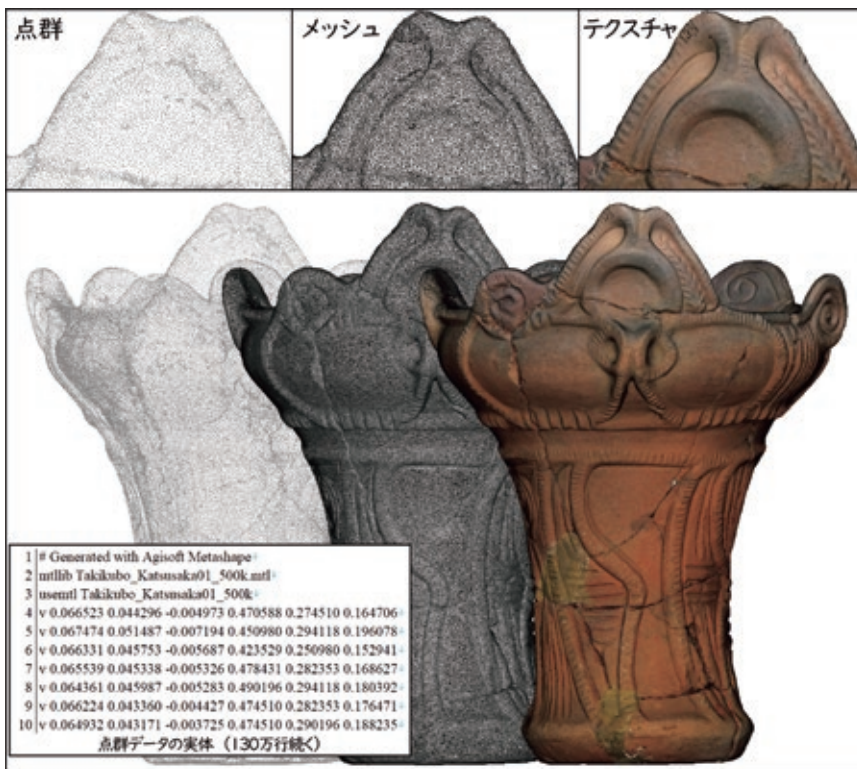 点群
メッシュ
テクスチャ
1 # Generated with Agisoft Metashape
2 mtllib Takikubo_Katsusaka01_500k.mtl
3 usemtl Takikubo_Katsusaka01_500k
4 v 0.066523 0.044296 -0.004973 0.470588 0.274510 0.164706
5 v 0.067474 0.051487 -0.007194 0.450980 0.294118 0.196078
6 v 0.066331 0.045753 -0.005687 0.423529 0.250980 0.152941
7 v 0.065539 0.045338 -0.005326 0.478431 0.282353 0.168627
8 v 0.064361 0.045987 -0.005283 0.490196 0.294118 0.180392
9 v 0.066224 0.043360 -0.004427 0.474510 0.282353 0.176471
10 v 0.064932 0.043171 -0.003725 0.474510 0.290196 0.188235
点群データの実体（130万行続く）